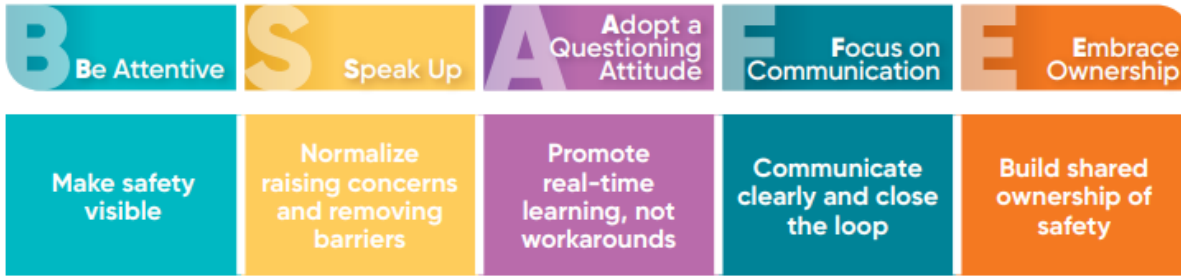 B
Be Attentive
S
Speak Up
A
Adopt a
Questioning
Attitude
F
Focus on
Communication
E
Embrace
Ownership
Make safety
visible
Normalize
raising concerns
and removing
barriers
Promote
real-time
learning, not
workarounds
Communicate
clearly and close
the loop
Build shared
ownership of
safety